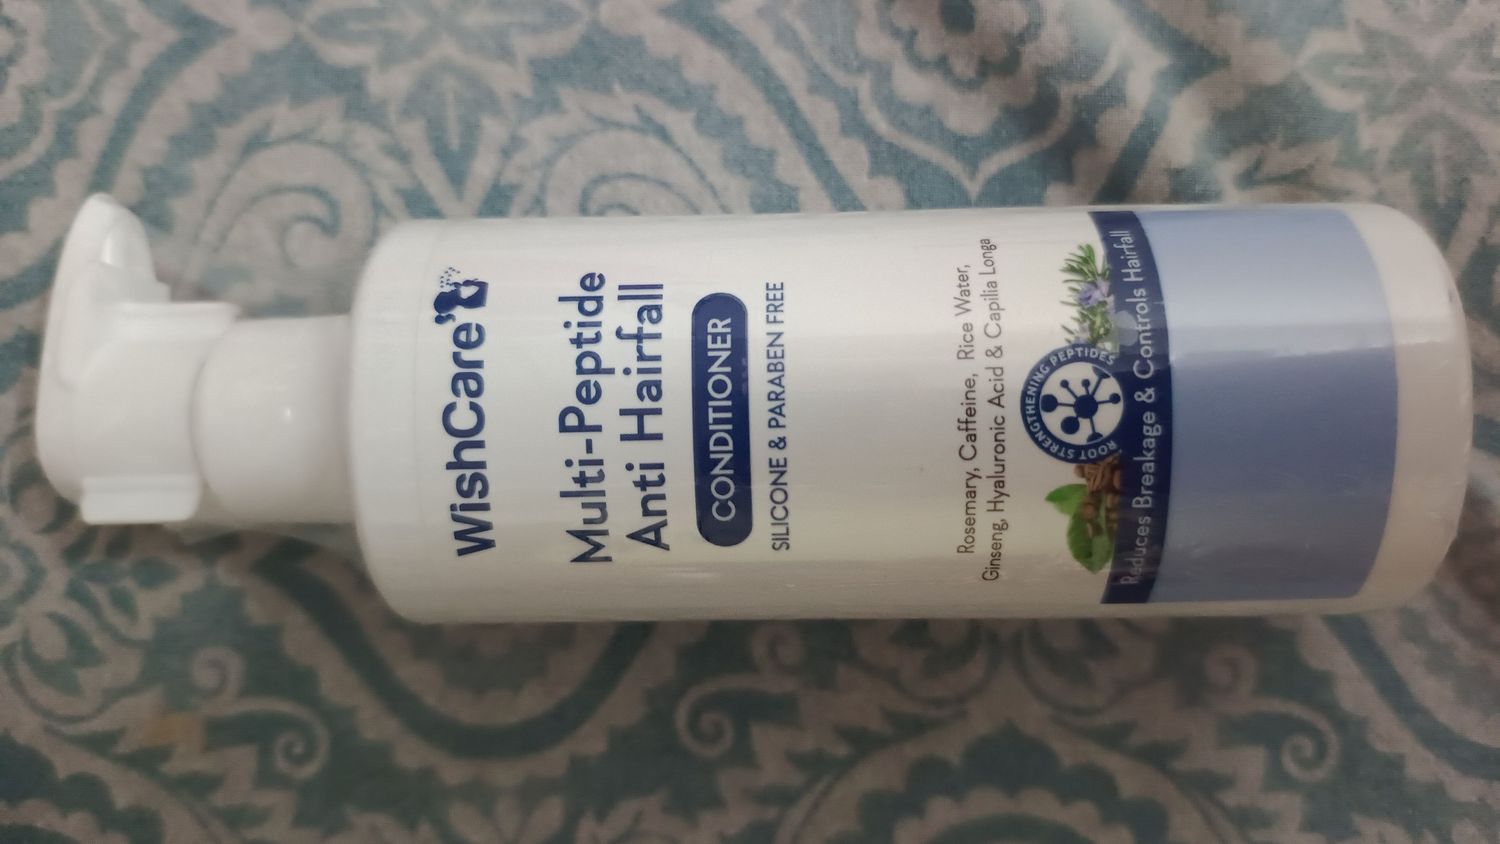 WishCare
Multi-Peptide
Anti Hairfall
CONDITIONER
SILICONE & PARABEN FREE
Rosemary, Caffeine, Rice Water,
Ginseng, Hyaluronic Acid & Capilia Longa
ROOT STRENGTHENING PEPTIDES
Reduces Breakage & Controls Hairfall